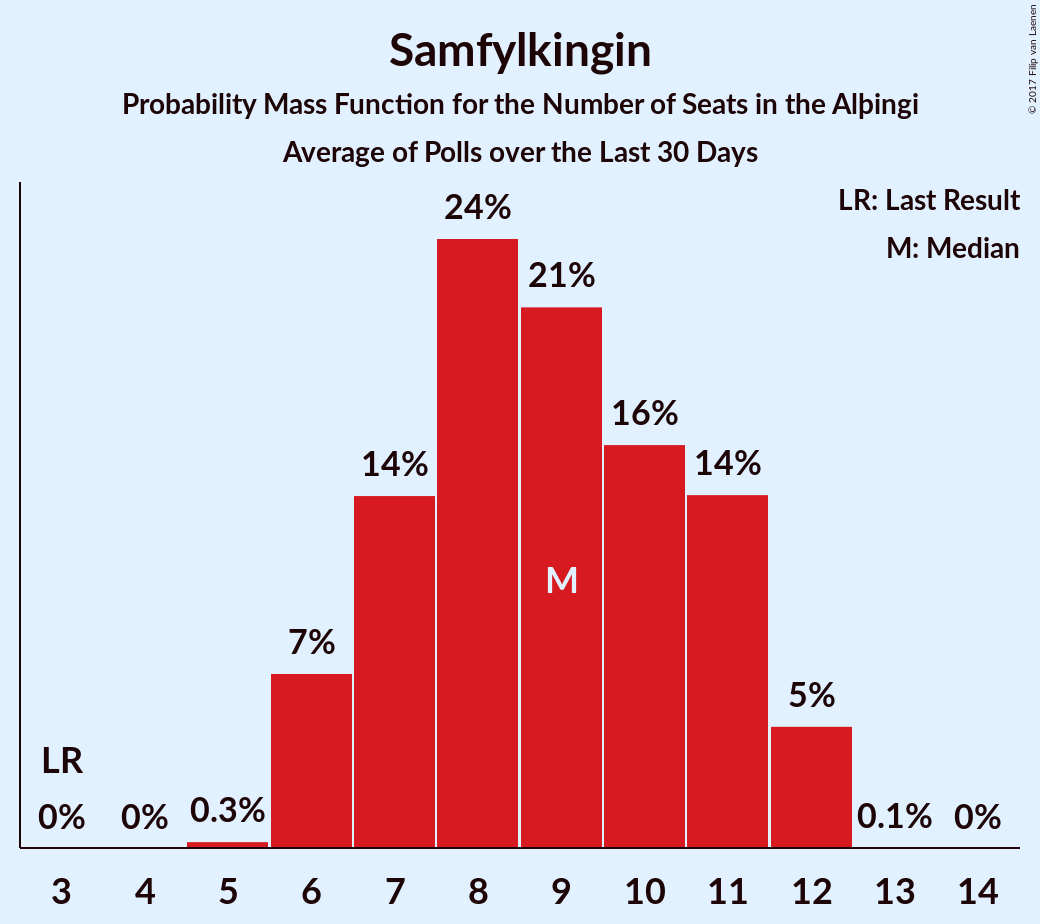 Samfylkingin
Probability Mass Function for the Number of Seats in the Alþingi
Average of Polls over the Last 30 Days
© 2017 Filip van Laenen
LR: Last Result
M: Median
24%
21%
16%
14%
14%
M
7%
5%
LR
0%
0%
0.3%
0.1%
0%
3 4 5 6 7 8 9 10 11 12 13 14